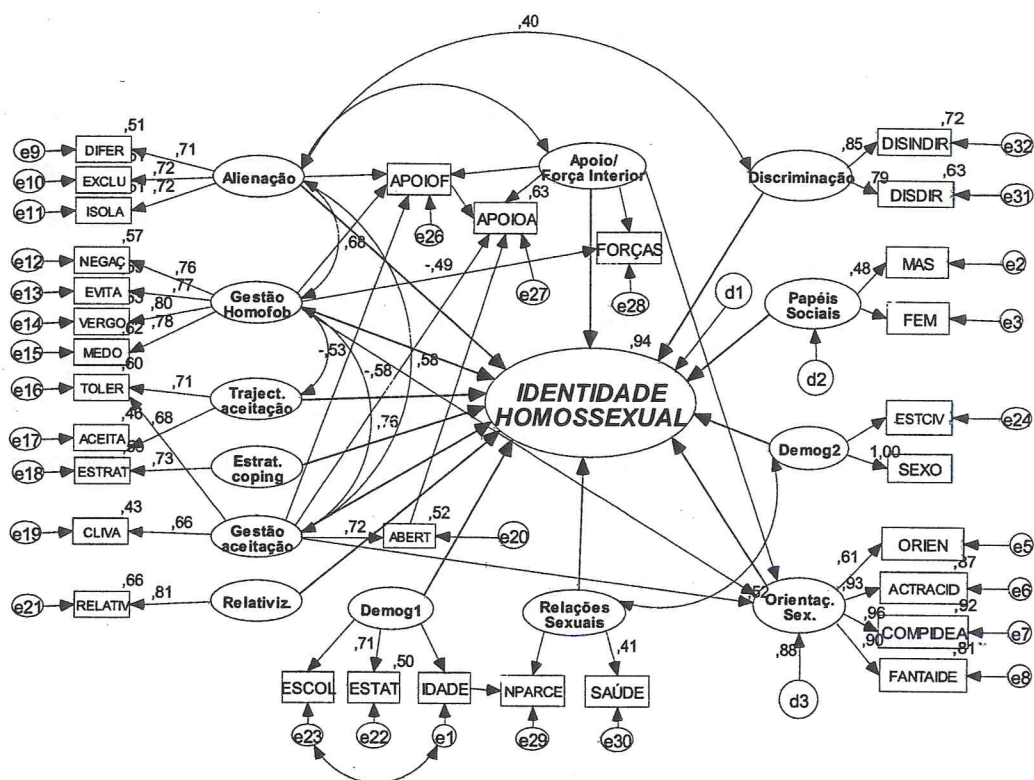 ,40
,51
e9
DIFER
,71
e10
EXCLU
,72
e11
ISOLA
,72
Alienação
APOIOF
e26
Apoio/
Força Interior
,63
APOIOA
e27
FORÇAS
e28
Discriminação
,85
,72
DISINDIR
e32
,79
,63
DISDIR
e31
,57
e12
NEGAÇ
,76
e13
EVITA
,77
e14
VERGO
,80
e15
MEDO
,78
,62
Gestão
Homofob
,68
-,49
d1
Papéis
Sociais
,48
MAS
e2
FEM
e3
d2
,60
e16
TOLER
,71
,68
e17
ACEITA
,46
e18
ESTRAT
,73
Traject.
aceitação
Estrat.
coping
-,53
-,58
,58
,76
,94
IDENTIDADE
HOMOSSEXUAL
Demog2
ESTCIV
e24
1,00
SEXO
,43
e19
CLIVA
,66
Gestão
aceitação
,72
ABERT
,52
e20
,66
e21
RELATIV
,81
Relativiz.
Demog1
Relações
Sexuais
,52
Orientaç.
Sex.
,61
ORIEN
e5
,87
,93
ACTRACID
e6
,92
,96
COMPIDEA
e7
,81
,90
FANTAIDE
e8
,88
d3
,71
,50
,41
ESCOL
ESTAT
IDADE
NPARCE
SAÚDE
e23
e22
e1
e29
e30